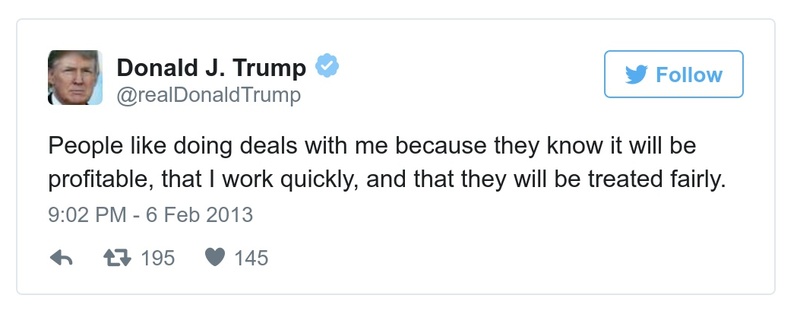 Donald J. Trump
@realDonaldTrump
Follow
People like doing deals with me because they know it will be
profitable, that I work quickly, and that they will be treated fairly.
9:02 PM - 6 Feb 2013
195 145